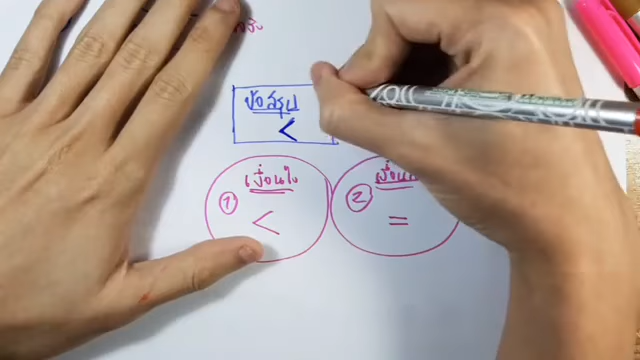 ข้อสรุป
<
เงื่อนไข
① <
② =